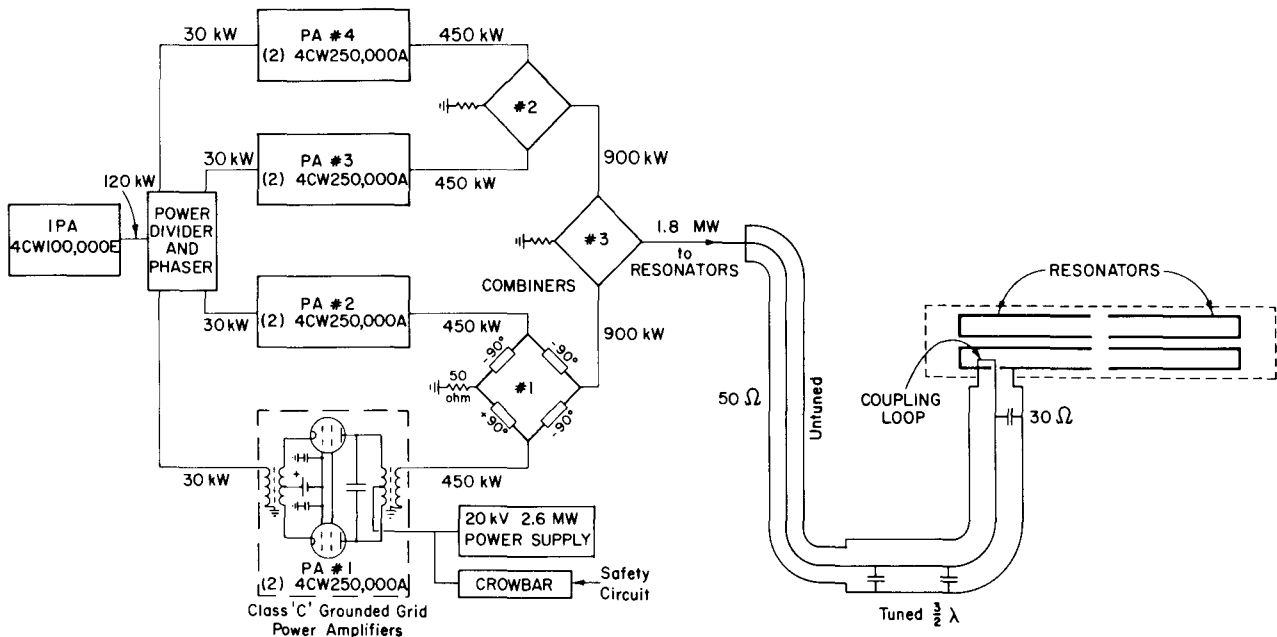 30 kW
PA #4
(2) 4CW250,000A
450 kW
#2
30 kW
PA #3
(2) 4CW250,000A
450 kW
900 kW
120 kW
IPA
4CW100,000E
POWER
DIVIDER
AND
PHASER
#3
1.8 MW
to
RESONATORS
COMBINERS
RESONATORS
30 kW
PA #2
(2) 4CW250,000A
450 kW
900 kW
-90°
-90°
50
ohm
#1
+90°
-90°
50 Ω
Untuned
COUPLING
LOOP
30 Ω
30 kW
+
450 kW
PA #1
(2) 4CW250,000A
20 kV 2.6 MW
POWER SUPPLY
CROWBAR
Safety
Circuit
Class 'C' Grounded Grid
Power Amplifiers
Tuned 3/2 λ